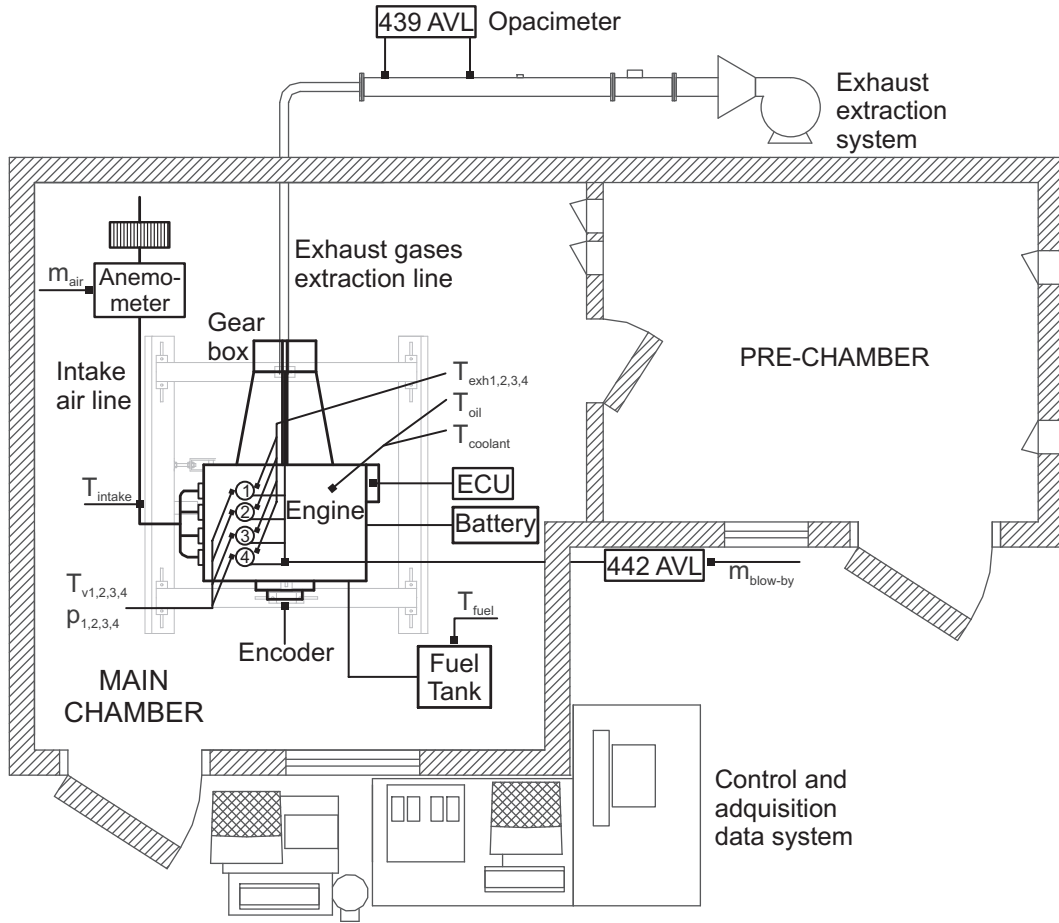 439 AVL Opacimeter
Exhaust
extraction
system
Exhaust gases
extraction line
m_air
Anemo-
meter
Gear
box
Intake
air line
PRE-CHAMBER
T_exh1,2,3,4
T_oil
T_coolant
T_intake
1
2
3
4
Engine
ECU
Battery
442 AVL
m_blow-by
T_v1,2,3,4
p_1,2,3,4
T_fuel
Encoder
Fuel
Tank
MAIN
CHAMBER
Control and
adquisition
data system